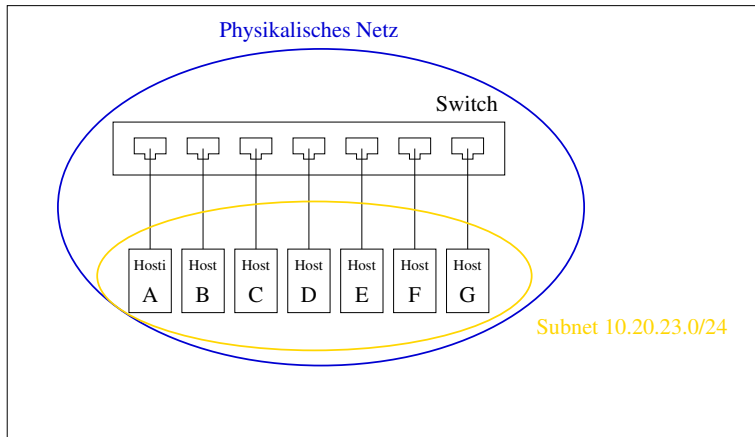 Physikalisches Netz
Switch
Hosti Host Host Host Host Host Host
A B C D E F G
Subnet 10.20.23.0/24